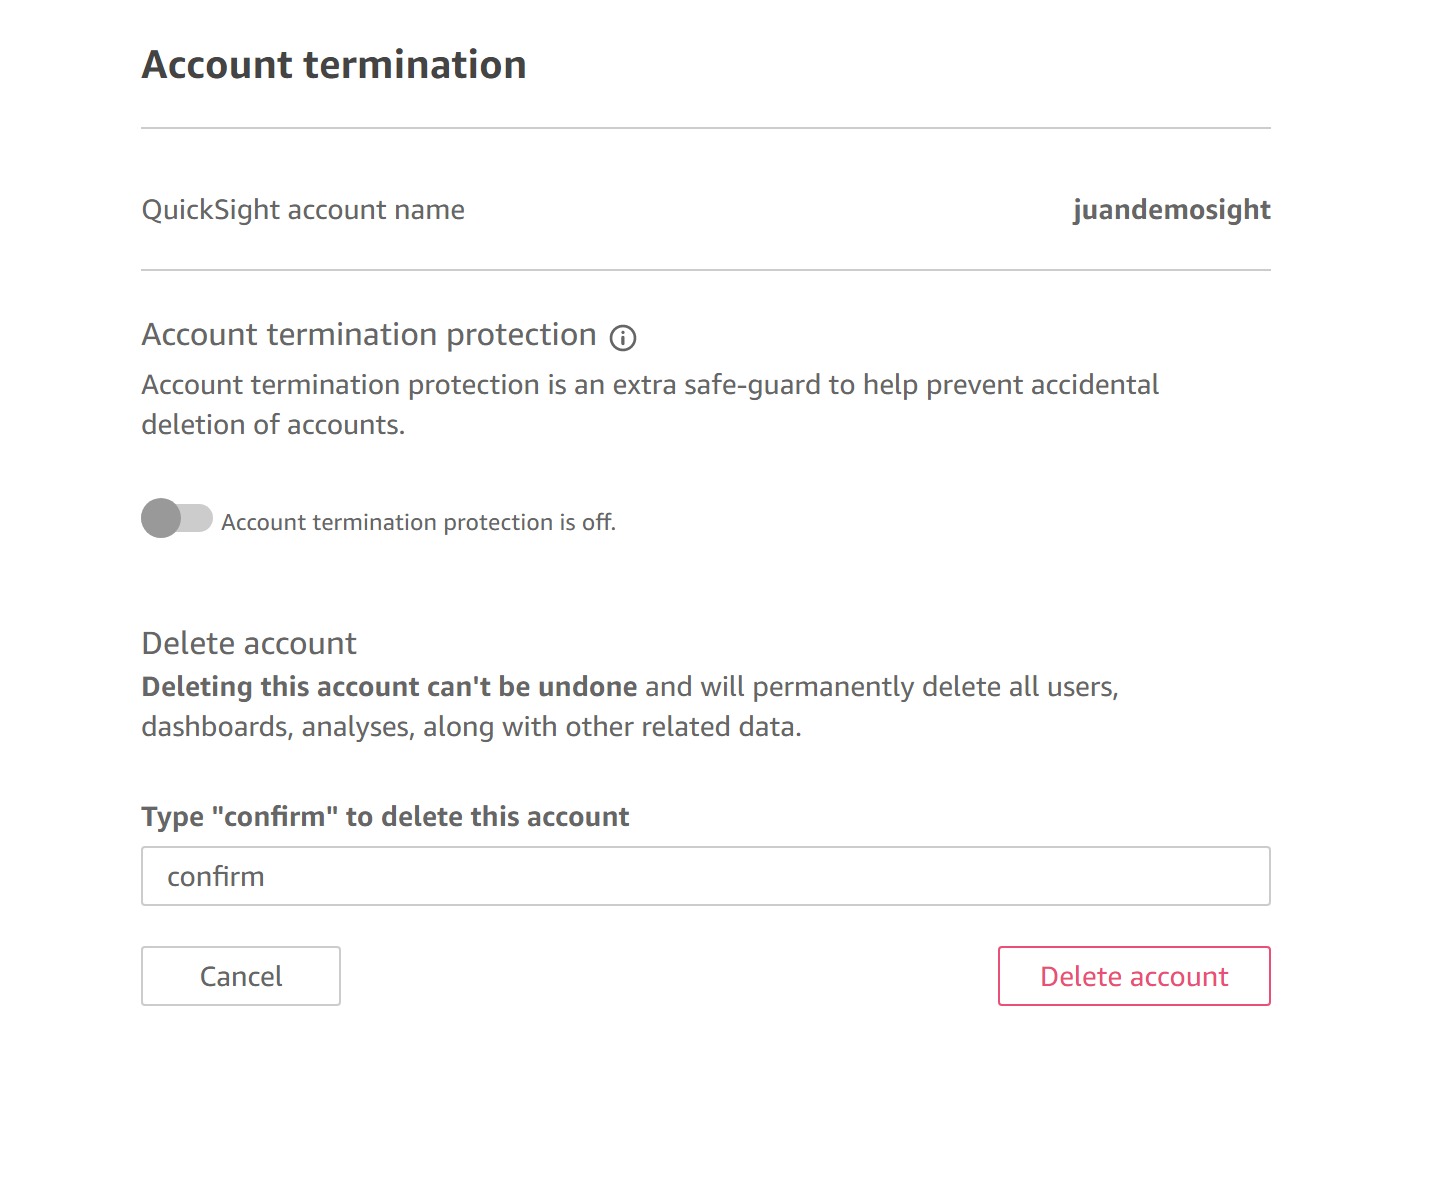 Account termination
QuickSight account name juandemosight
Account termination protection
Account termination protection is an extra safe-guard to help prevent accidental
deletion of accounts.
Account termination protection is off.
Delete account
Deleting this account can't be undone and will permanently delete all users,
dashboards, analyses, along with other related data.
Type "confirm" to delete this account
confirm
Cancel Delete account